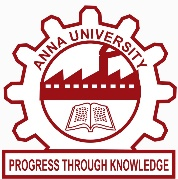 ANNA UNIVERSITY
PROGRESS THROUGH KNOWLEDGE